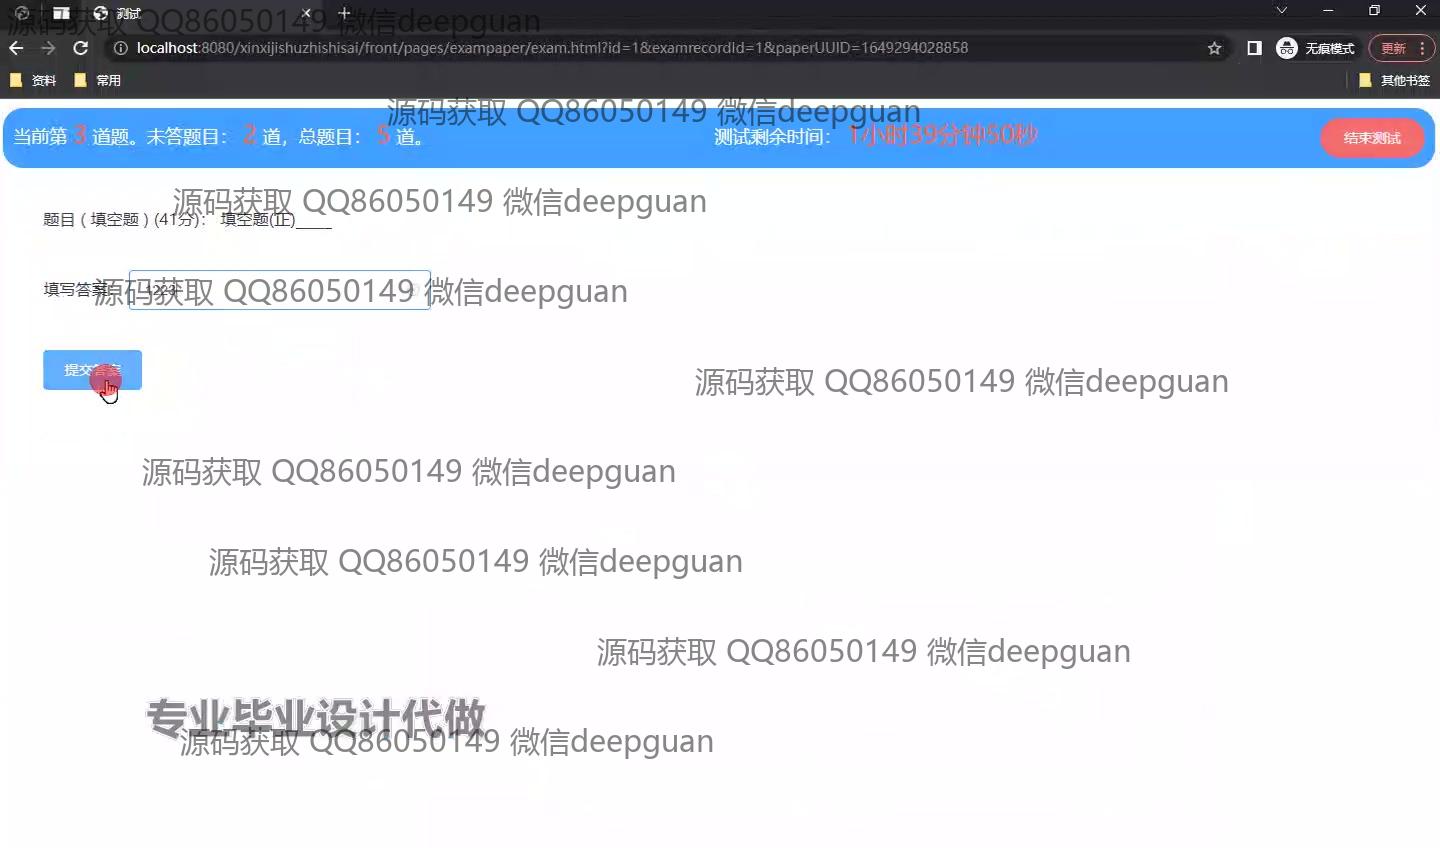 测试
源码获取 QQ86050149 微信deepguan
localhost:8080/xinxijishuzhishisai/front/pages/exampaper/exam.html?id=1&examrecordId=1&paperUUID=1649294028858
无痕模式
更新
资料
常用
其他书签
源码获取 QQ86050149 微信deepguan
当前第 3 道题。未答题目： 2 道，总题目： 5 道。
测试剩余时间： 1小时39分钟50秒
结束测试
源码获取 QQ86050149 微信deepguan
题目（填空题）(41分)： 填空题(正)____
填写答案
源码获取 QQ86050149 微信deepguan
提交答案
源码获取 QQ86050149 微信deepguan
源码获取 QQ86050149 微信deepguan
源码获取 QQ86050149 微信deepguan
源码获取 QQ86050149 微信deepguan
专业毕业设计代做
源码获取 QQ86050149 微信deepguan